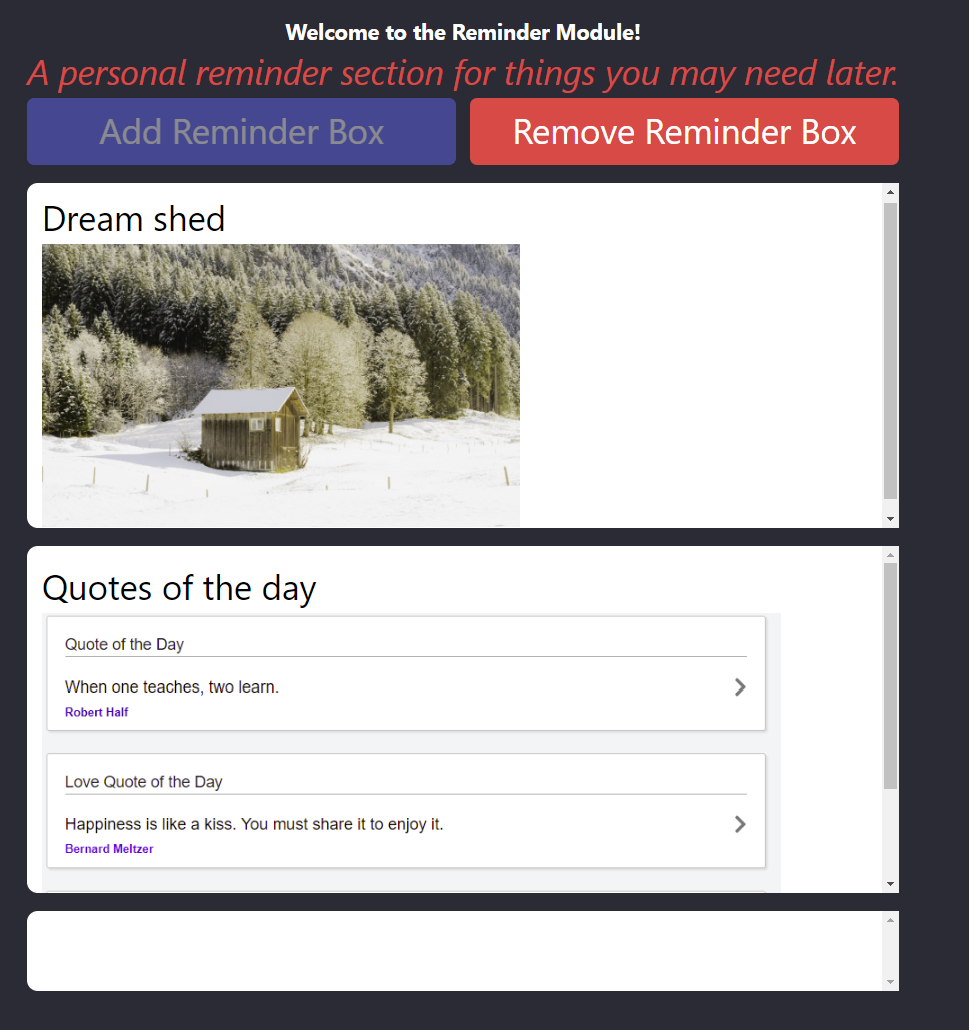 Welcome to the Reminder Module!
A personal reminder section for things you may need later.
Add Reminder Box
Remove Reminder Box
Dream shed
Quotes of the day
Quote of the Day
When one teaches, two learn.
Robert Half
Love Quote of the Day
Happiness is like a kiss. You must share it to enjoy it.
Bernard Meltzer